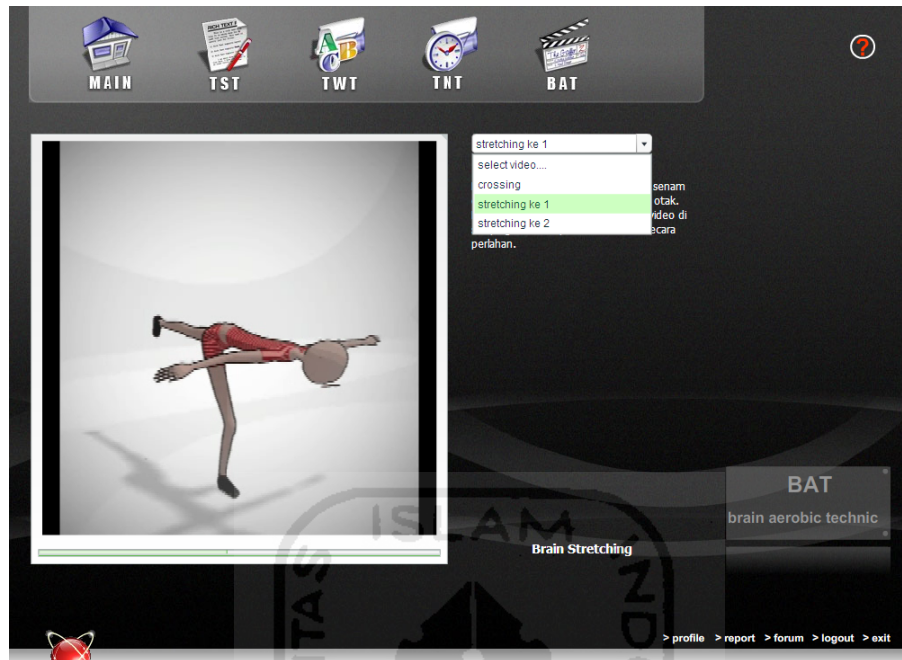 MAIN TST TWT TNT BAT
?
stretching ke 1
select video....
crossing
stretching ke 1
stretching ke 2
senam
otak.
video di
ecara
perlahan.
BAT
brain aerobic technic
Brain Stretching
ISLAM
> profile > report > forum > logout > exit